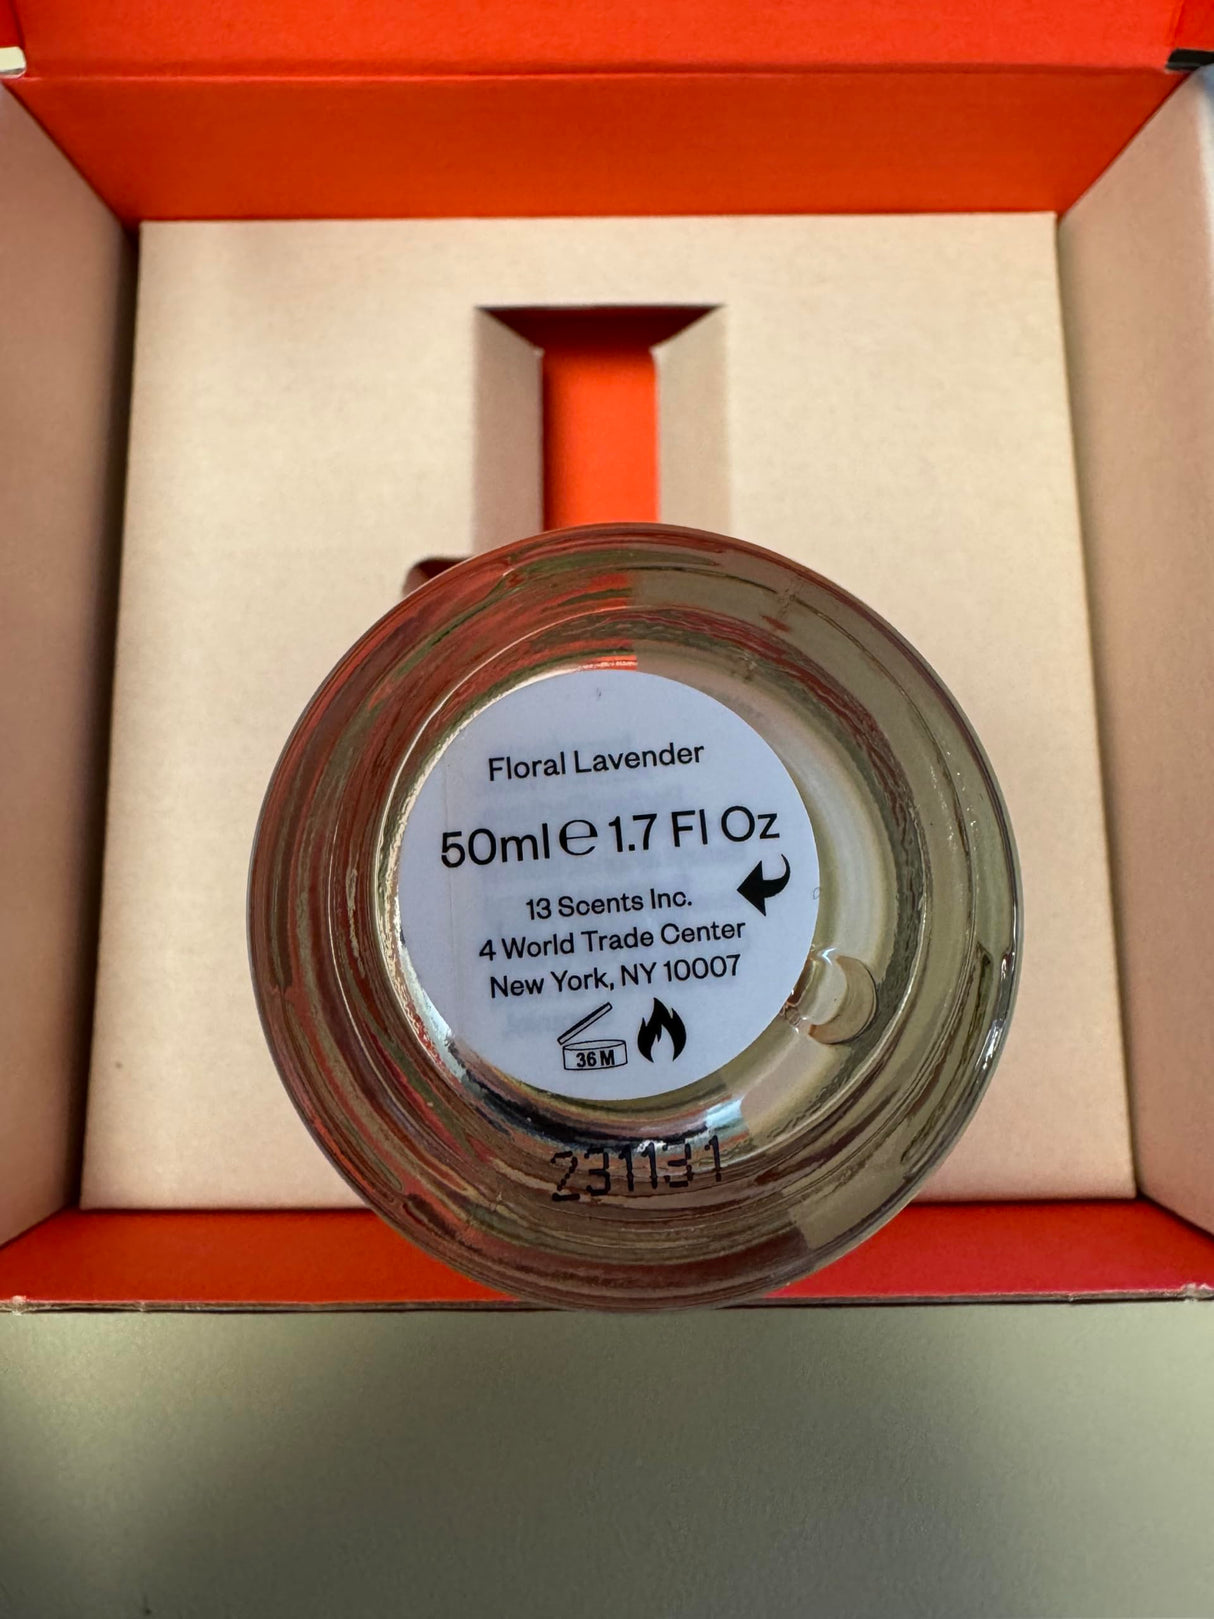 Floral Lavender
50ml ℮ 1.7 Fl Oz
13 Scents Inc.
4 World Trade Center
New York, NY 10007
36 M
231131